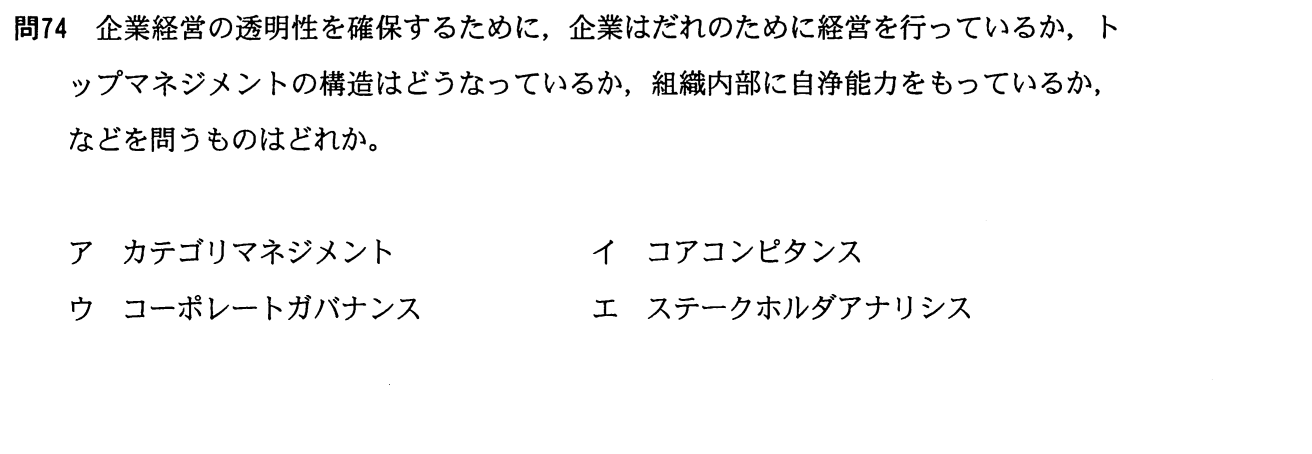 問74　企業経営の透明性を確保するために，企業はだれのために経営を行っているか，ト
ップマネジメントの構造はどうなっているか，組織内部に自浄能力をもっているか，
などを問うものはどれか。
ア　カテゴリマネジメント　イ　コアコンピタンス
ウ　コーポレートガバナンス　エ　ステークホルダアナリシス